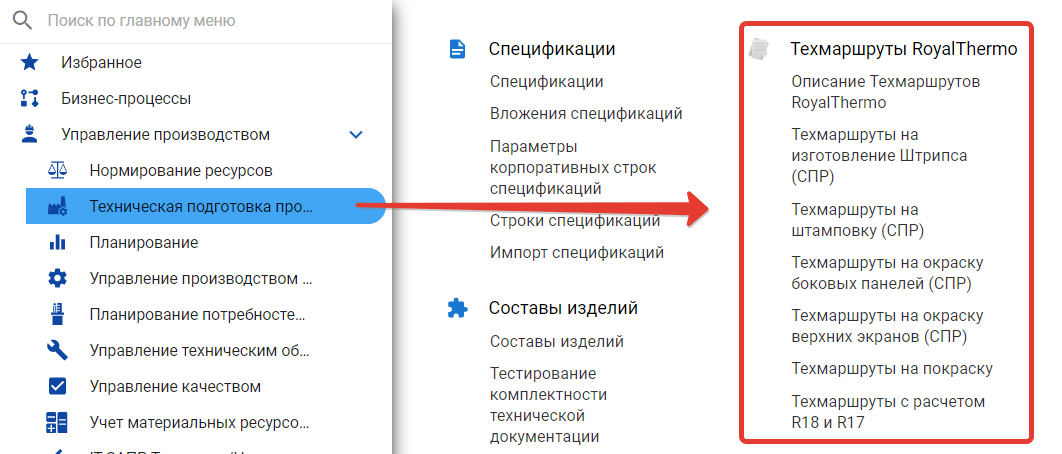 Поиск по главному меню
Избранное
Бизнес-процессы
Управление производством
Нормирование ресурсов
Техническая подготовка про...
Планирование
Управление производством ...
Планирование потребносте...
Управление техническим об...
Управление качеством
Учет материальных ресурсо...
Спецификации
Спецификации
Вложения спецификаций
Параметры
корпоративных строк
спецификаций
Строки спецификаций
Импорт спецификаций
Составы изделий
Составы изделий
Тестирование
комплектности
технической
документации
Техмаршруты RoyalThermo
Описание Техмаршрутов
RoyalThermo
Техмаршруты на
изготовление Штрипса
(СПР)
Техмаршруты на
штамповку (СПР)
Техмаршруты на окраску
боковых панелей (СПР)
Техмаршруты на окраску
верхних экранов (СПР)
Техмаршруты на покраску
Техмаршруты с расчетом
R18 и R17